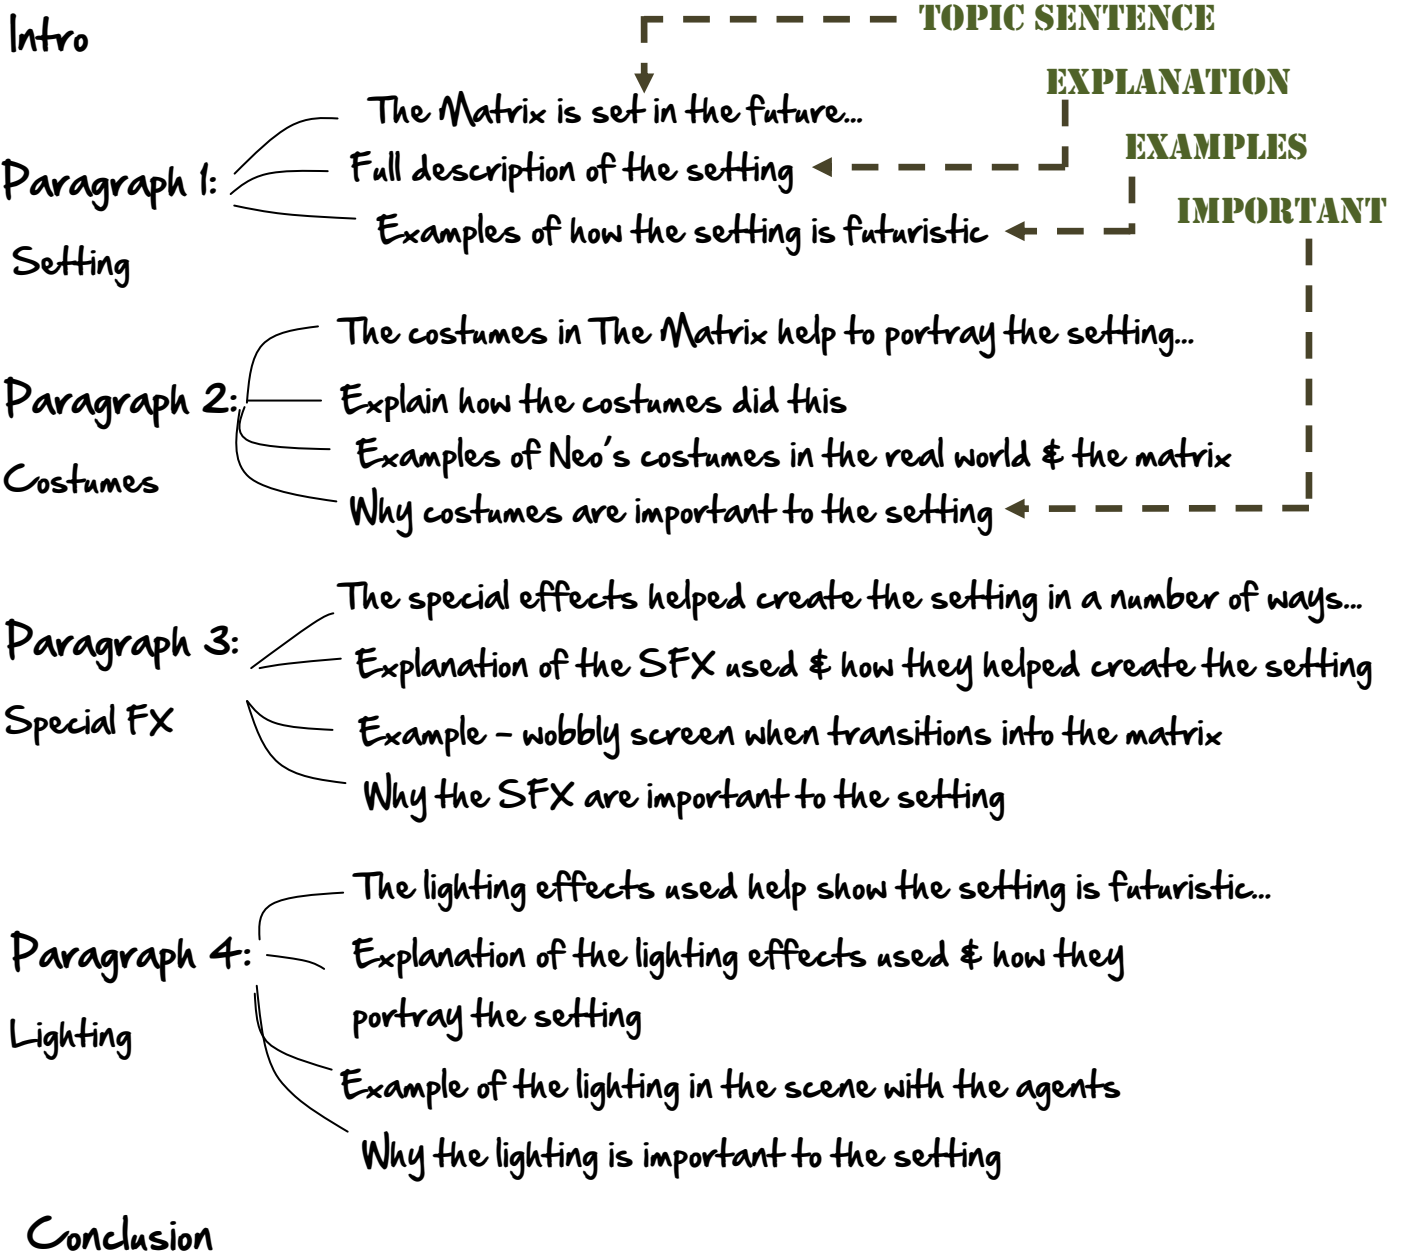 Intro
TOPIC SENTENCE
EXPLANATION
EXAMPLES
IMPORTANT
Paragraph 1:
Setting
The Matrix is set in the future...
Full description of the setting
Examples of how the setting is futuristic
Paragraph 2:
Costumes
The costumes in The Matrix help to portray the setting...
Explain how the costumes did this
Examples of Neo's costumes in the real world & the matrix
Why costumes are important to the setting
Paragraph 3:
Special FX
The special effects helped create the setting in a number of ways...
Explanation of the SFX used & how they helped create the setting
Example – wobbly screen when transitions into the matrix
Why the SFX are important to the setting
Paragraph 4:
Lighting
The lighting effects used help show the setting is futuristic...
Explanation of the lighting effects used & how they
portray the setting
Example of the lighting in the scene with the agents
Why the lighting is important to the setting
Conclusion